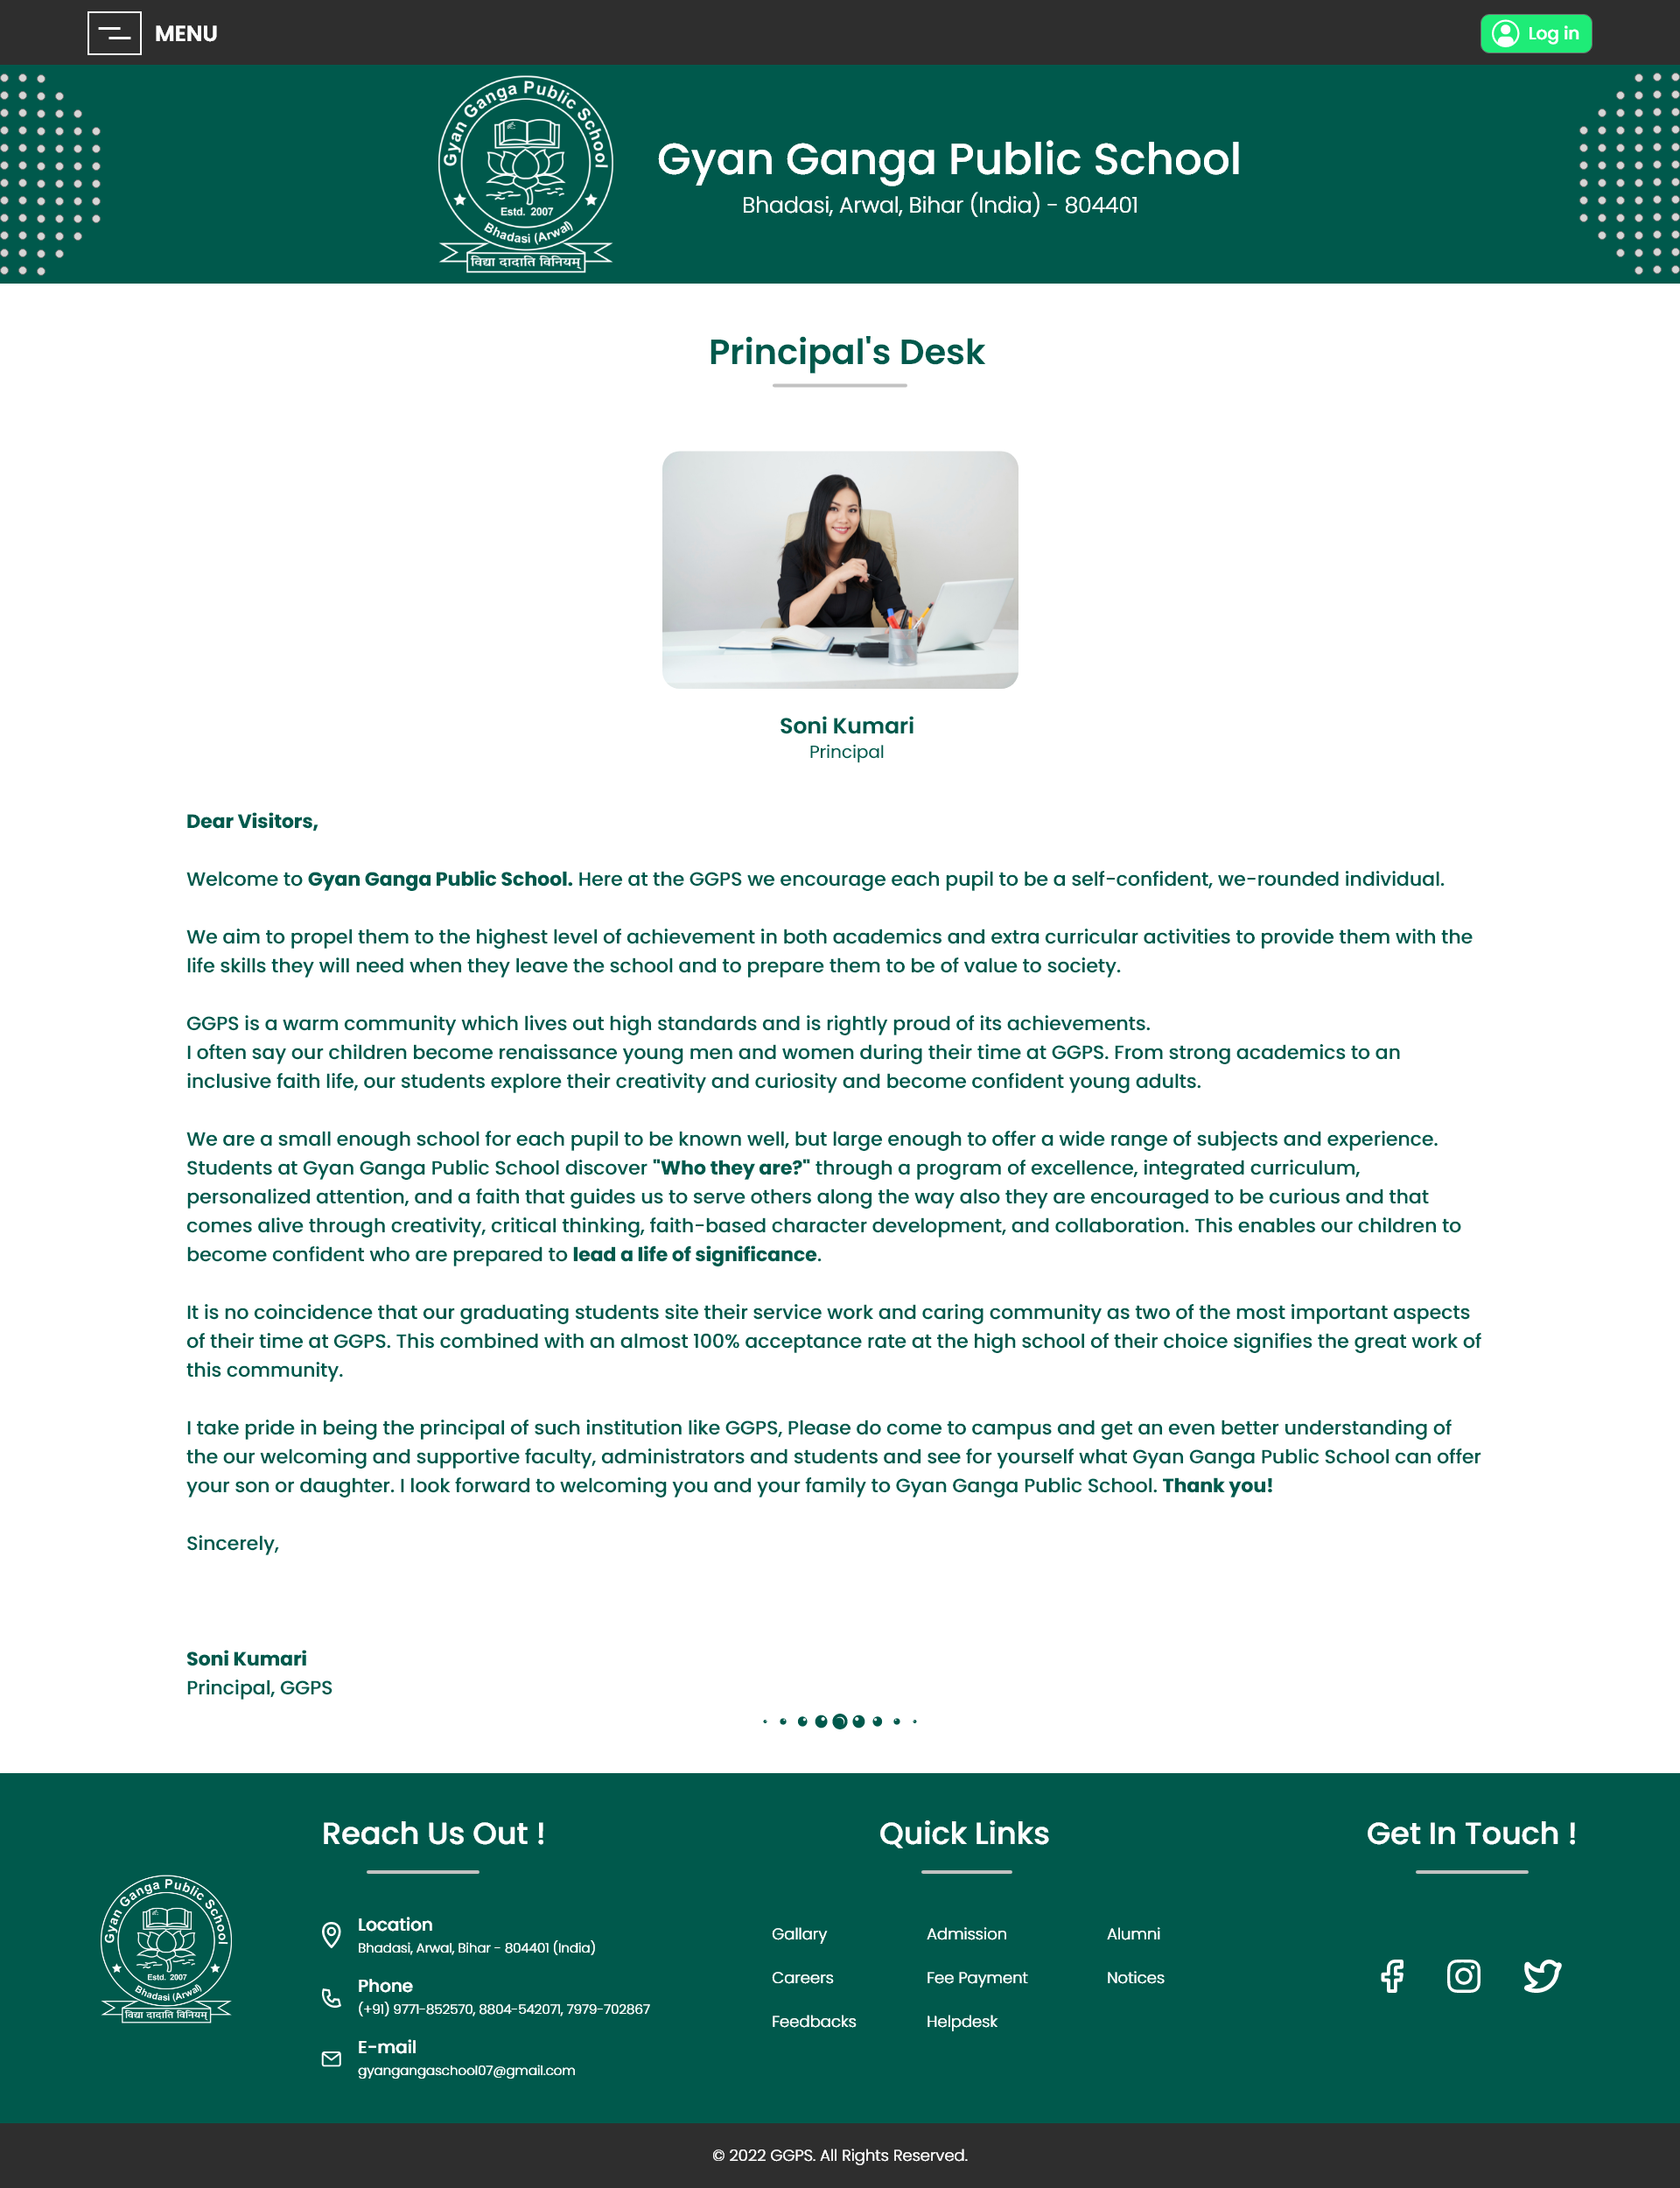 MENU
Log in
Gyan Ganga Public School
Estd. 2007
Bhadasi (Arwal)
विद्या दादाति विनियम्
Gyan Ganga Public School
Bhadasi, Arwal, Bihar (India) - 804401
Principal's Desk
Soni Kumari
Principal
Dear Visitors,
Welcome to Gyan Ganga Public School. Here at the GGPS we encourage each pupil to be a self-confident, we-rounded individual.
We aim to propel them to the highest level of achievement in both academics and extra curricular activities to provide them with the
life skills they will need when they leave the school and to prepare them to be of value to society.
GGPS is a warm community which lives out high standards and is rightly proud of its achievements.
I often say our children become renaissance young men and women during their time at GGPS. From strong academics to an
inclusive faith life, our students explore their creativity and curiosity and become confident young adults.
We are a small enough school for each pupil to be known well, but large enough to offer a wide range of subjects and experience.
Students at Gyan Ganga Public School discover "Who they are?" through a program of excellence, integrated curriculum,
personalized attention, and a faith that guides us to serve others along the way also they are encouraged to be curious and that
comes alive through creativity, critical thinking, faith-based character development, and collaboration. This enables our children to
become confident who are prepared to lead a life of significance.
It is no coincidence that our graduating students site their service work and caring community as two of the most important aspects
of their time at GGPS. This combined with an almost 100% acceptance rate at the high school of their choice signifies the great work of
this community.
I take pride in being the principal of such institution like GGPS, Please do come to campus and get an even better understanding of
the our welcoming and supportive faculty, administrators and students and see for yourself what Gyan Ganga Public School can offer
your son or daughter. I look forward to welcoming you and your family to Gyan Ganga Public School. Thank you!
Sincerely,
Soni Kumari
Principal, GGPS
Gyan Ganga Public School
Estd. 2007
Bhadasi (Arwal)
विद्या दादाति विनियम्
Reach Us Out !
Location
Bhadasi, Arwal, Bihar - 804401 (India)
Phone
(+91) 9771-852570, 8804-542071, 7979-702867
E-mail
gyangangaschool07@gmail.com
Quick Links
Gallary
Admission
Alumni
Careers
Fee Payment
Notices
Feedbacks
Helpdesk
Get In Touch !
© 2022 GGPS. All Rights Reserved.